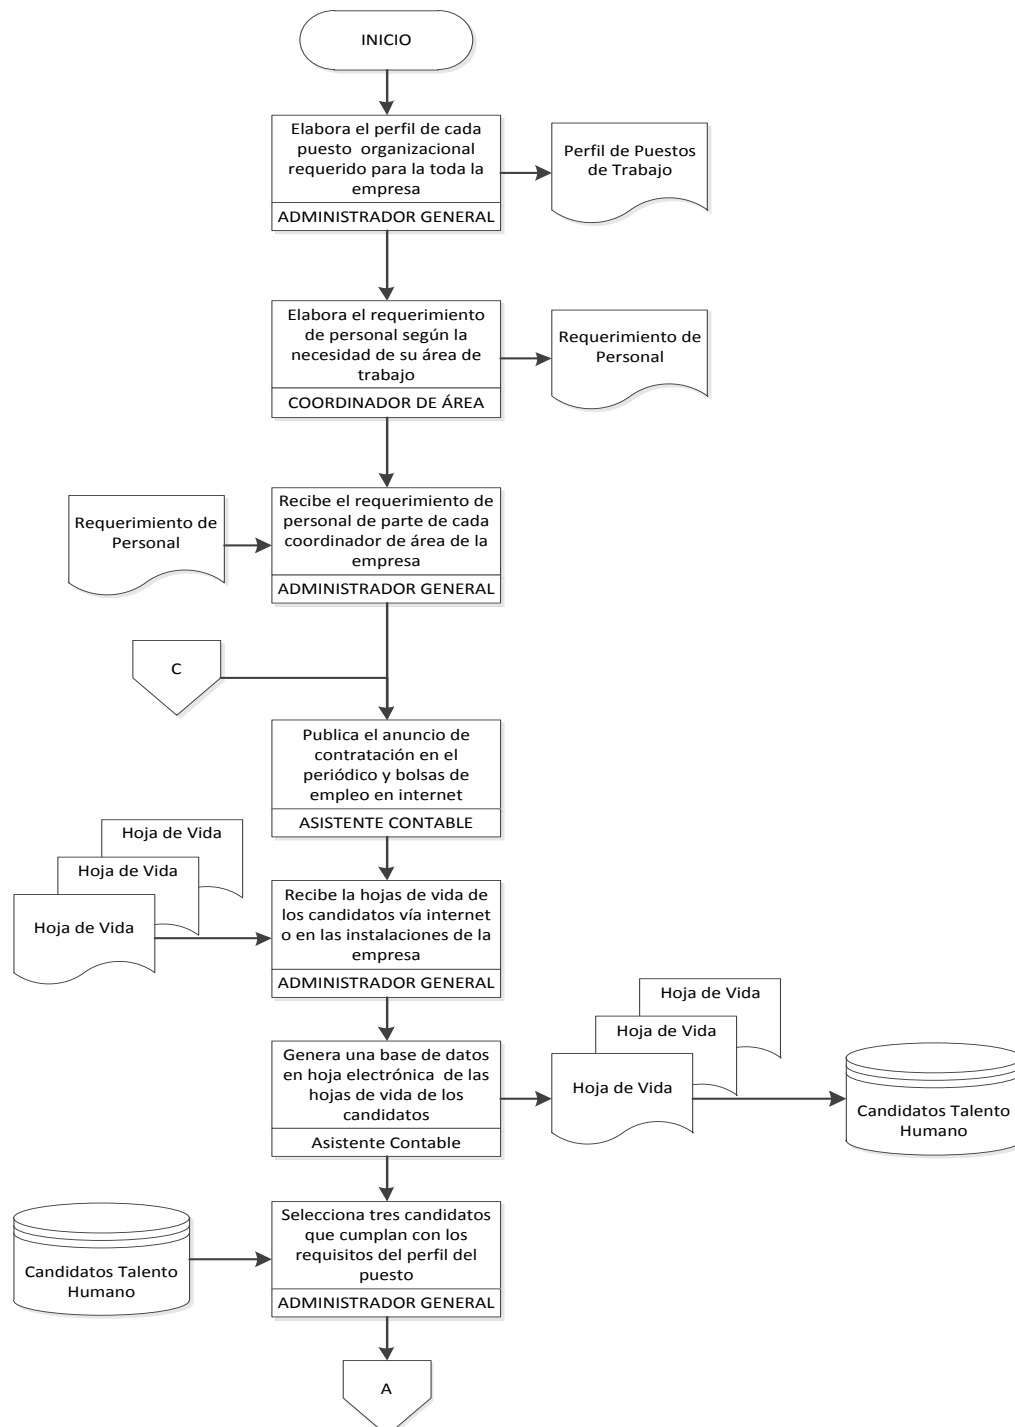 INICIO
Elabora el perfil de cada
puesto organizacional
requerido para la toda la
empresa
ADMINISTRADOR GENERAL
Perfil de Puestos
de Trabajo
Elabora el requerimiento
de personal según la
necesidad de su área de
trabajo
COORDINADOR DE ÁREA
Requerimiento de
Personal
Requerimiento de
Personal
Recibe el requerimiento de
personal de parte de cada
coordinador de área de la
empresa
ADMINISTRADOR GENERAL
C
Publica el anuncio de
contratación en el
periódico y bolsas de
empleo en internet
ASISTENTE CONTABLE
Hoja de Vida
Hoja de Vida
Hoja de Vida
Recibe la hojas de vida de
los candidatos vía internet
o en las instalaciones de la
empresa
ADMINISTRADOR GENERAL
Genera una base de datos
en hoja electrónica de las
hojas de vida de los
candidatos
Asistente Contable
Hoja de Vida
Hoja de Vida
Hoja de Vida
Candidatos Talento
Humano
Candidatos Talento
Humano
Selecciona tres candidatos
que cumplan con los
requisitos del perfil del
puesto
ADMINISTRADOR GENERAL
A